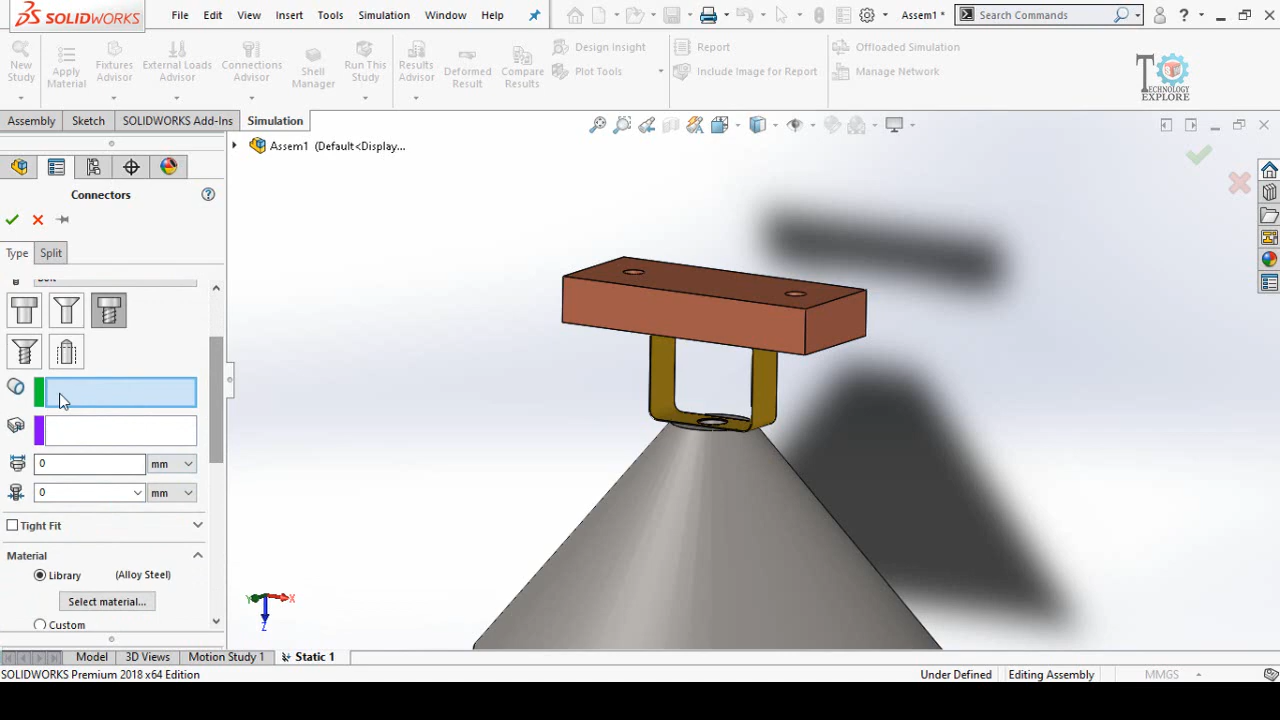 SOLIDWORKS
File Edit View Insert Tools Simulation Window Help
Assem1 *
Search Commands
New Study
Apply Material
Fixtures Advisor
External Loads Advisor
Connections Advisor
Shell Manager
Run This Study
Results Advisor
Deformed Result
Compare Results
Design Insight
Plot Tools
Report
Include Image for Report
Offloaded Simulation
Manage Network
TECHNOLOGY
EXPLORE
Assembly Sketch SOLIDWORKS Add-Ins Simulation
Assem1 (Default<Display...
Connectors
Type Split
0 mm
0 mm
Tight Fit
Material
Library (Alloy Steel)
Select material...
Custom
Y X
Z
Model 3D Views Motion Study 1 Static 1
SOLIDWORKS Premium 2018 x64 Edition
Under Defined Editing Assembly MMGS